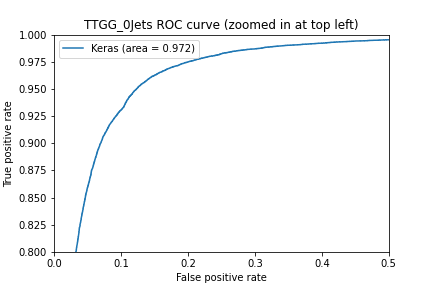 TTGG_0Jets ROC curve (zoomed in at top left)
1.000
0.975
0.950
0.925
0.900
0.875
0.850
0.825
0.800
True positive rate
Keras (area = 0.972)
0.0 0.1 0.2 0.3 0.4 0.5
False positive rate